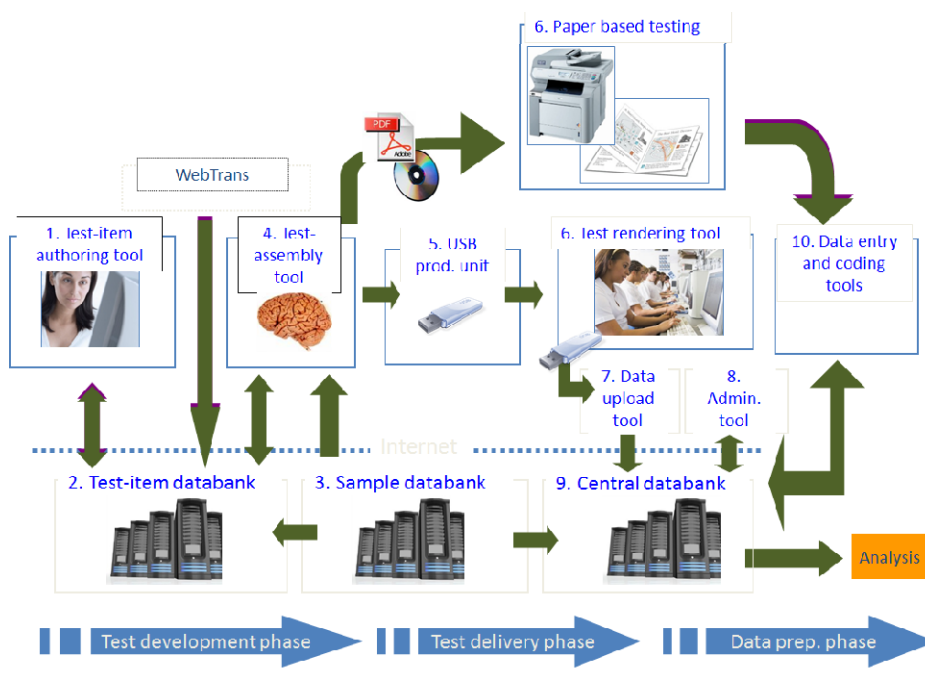 6. Paper based testing
PDF
Adobe
WebTrans
1. Test-item
authoring tool
4. Test-
assembly
tool
5. USB
prod. unit
6. Test rendering tool
10. Data entry
and coding
tools
7. Data
upload
tool
8.
Admin.
tool
Internet
2. Test-item databank
3. Sample databank
9. Central databank
Analysis
Test development phase
Test delivery phase
Data prep. phase